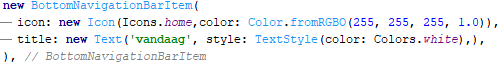 new BottomNavigationBarItem(
icon: new Icon(Icons.home,color: Color.fromRGBO(255, 255, 255, 1.0)),
title: new Text('vandaag', style: TextStyle(color: Colors.white),),
), // BottomNavigationBarItem